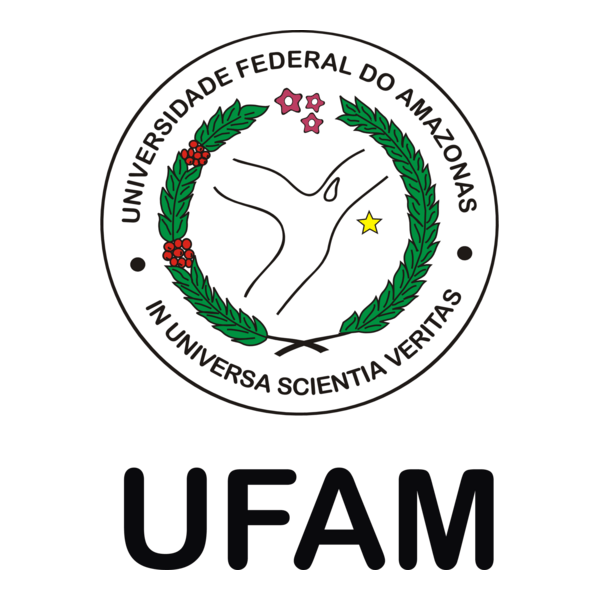 UNIVERSIDADE FEDERAL DO AMAZONAS
IN UNIVERSA SCIENTIA VERITAS
UFAM